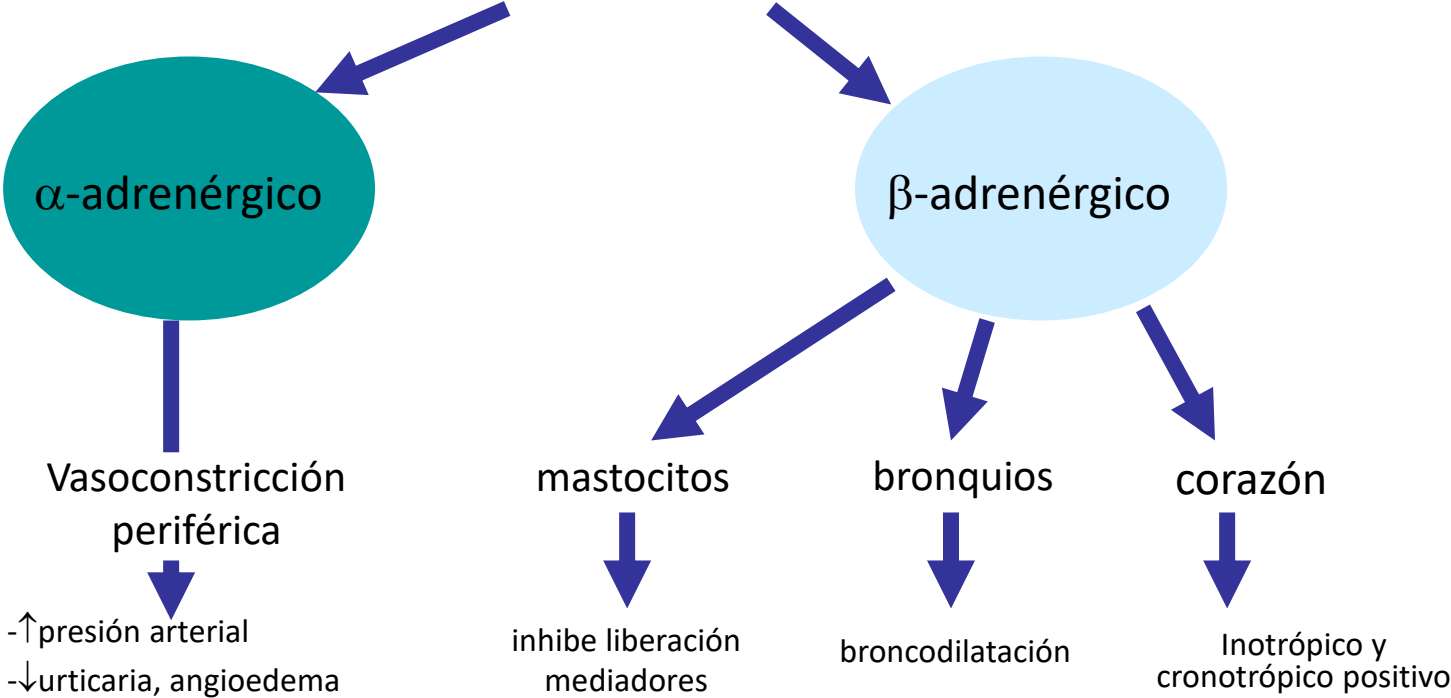 α-adrenérgico
β-adrenérgico
Vasoconstricción
periférica
mastocitos
bronquios
corazón
-↑presión arterial
-↓urticaria, angioedema
inhibe liberación
mediadores
broncodilatación
Inotrópico y
cronotrópico positivo